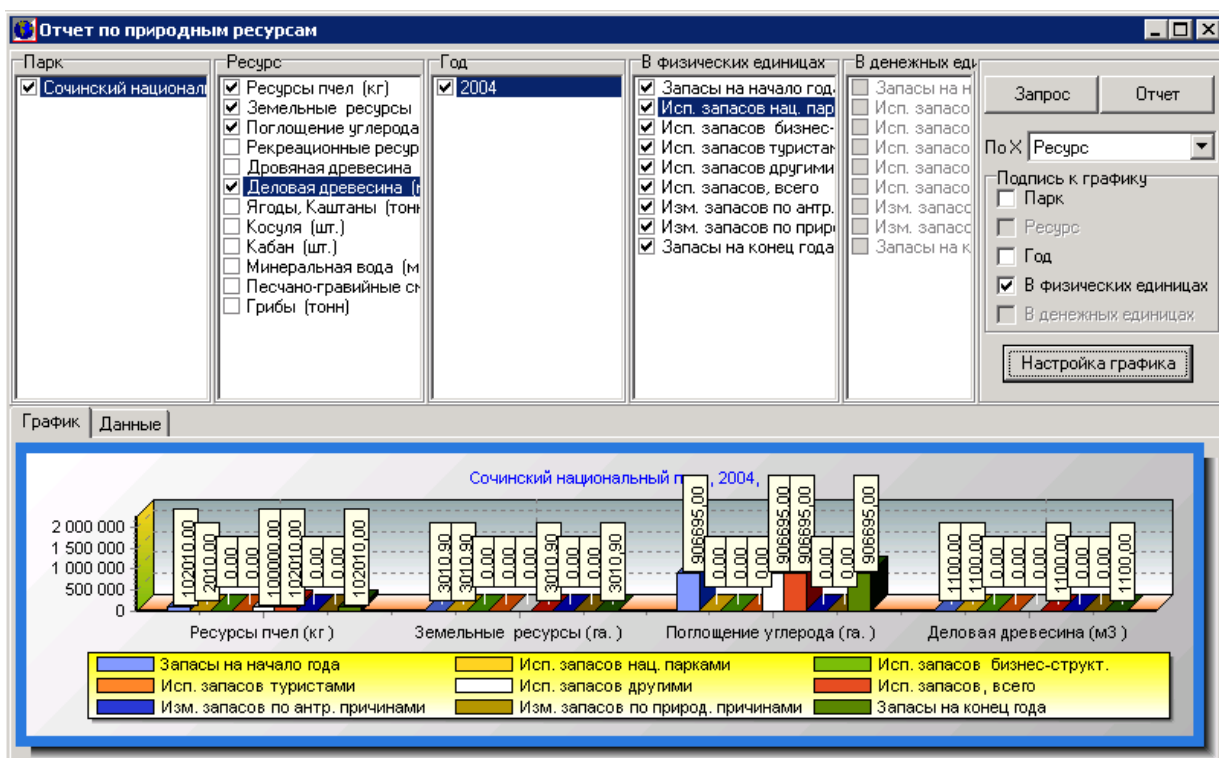 Отчет по природным ресурсам
Парк
Сочинский национал
Ресурс
Ресурсы пчел (кг)
Земельные ресурсы
Поглощение углерода
Рекреационные ресур
Дровяная древесина
Деловая древесина (
Ягоды, Каштаны (тон
Косуля (шт.)
Кабан (шт.)
Минеральная вода (м
Песчано-гравийные с
Грибы (тонн)
Год
2004
В физических единицах
Запасы на начало год
Исп. запасов нац. пар
Исп. запасов бизнес-
Исп. запасов туриста
Исп. запасов другими
Исп. запасов, всего
Изм. запасов по антр.
Изм. запасов по прир
Запасы на конец года
В денежных ед
Запасы на н
Исп. запасо
Исп. запасо
Исп. запасо
Исп. запасо
Исп. запасо
Изм. запасо
Изм. запасо
Запасы на к
Запрос
Отчет
По X Ресурс
Подпись к графику
Парк
Ресурс
Год
В физических единицах
В денежных единицах
Настройка графика
График
Данные
Сочинский национальный п , 2004,
2 000 000
1 500 000
1 000 000
500 000
0
102010,00
2010,00
0,00
0,00
100000,00
102010,00
0,00
0,00
102010,00
3010,90
3010,90
0,00
0,00
0,00
3010,90
0,00
0,00
3010,90
906695,00
0,00
0,00
0,00
906695,00
906695,00
0,00
0,00
906695,00
1100,00
1100,00
0,00
0,00
0,00
1100,00
0,00
0,00
1100,00
Ресурсы пчел (кг)
Земельные ресурсы (га. )
Поглощение углерода (га. )
Деловая древесина (м3 )
Запасы на начало года
Исп. запасов нац. парками
Исп. запасов бизнес-структ.
Исп. запасов туристами
Исп. запасов другими
Исп. запасов, всего
Изм. запасов по антр. причинами
Изм. запасов по природ. причинами
Запасы на конец года